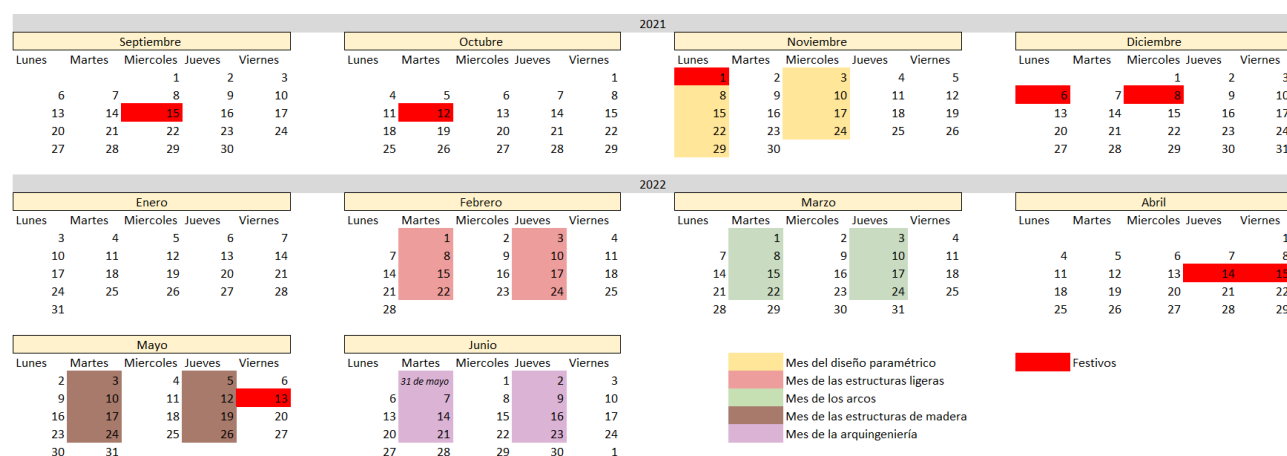 2021
Septiembre Octubre Noviembre Diciembre
Lunes Martes Miercoles Jueves Viernes Lunes Martes Miercoles Jueves Viernes Lunes Martes Miercoles Jueves Viernes Lunes Martes Miercoles Jueves Viernes
1 2 3 1 1 2 3 4 5 1 2 3
6 7 8 9 10 4 5 6 7 8 8 9 10 11 12 6 7 8 9 10
13 14 15 16 17 11 12 13 14 15 15 16 17 18 19 13 14 15 16 17
20 21 22 23 24 18 19 20 21 22 22 23 24 25 26 20 21 22 23 24
27 28 29 30 25 26 27 28 29 29 30 27 28 29 30 31
2022
Enero Febrero Marzo Abril
Lunes Martes Miercoles Jueves Viernes Lunes Martes Miercoles Jueves Viernes Lunes Martes Miercoles Jueves Viernes Lunes Martes Miercoles Jueves Viernes
3 4 5 6 7 1 2 3 4 1 2 3 4 1
10 11 12 13 14 7 8 9 10 11 7 8 9 10 11 4 5 6 7 8
17 18 19 20 21 14 15 16 17 18 14 15 16 17 18 11 12 13 14 15
24 25 26 27 28 21 22 23 24 25 21 22 23 24 25 18 19 20 21 22
31 28 28 29 30 31 25 26 27 28 29
Mayo Junio
Lunes Martes Miercoles Jueves Viernes Lunes Martes Miercoles Jueves Viernes Mes del diseño paramétrico Festivos
2 3 4 5 6 31 de mayo 1 2 3 Mes de las estructuras ligeras
9 10 11 12 13 6 7 8 9 10 Mes de los arcos
16 17 18 19 20 13 14 15 16 17 Mes de las estructuras de madera
23 24 25 26 27 20 21 22 23 24 Mes de la arquingeniería
30 31 27 28 29 30 1